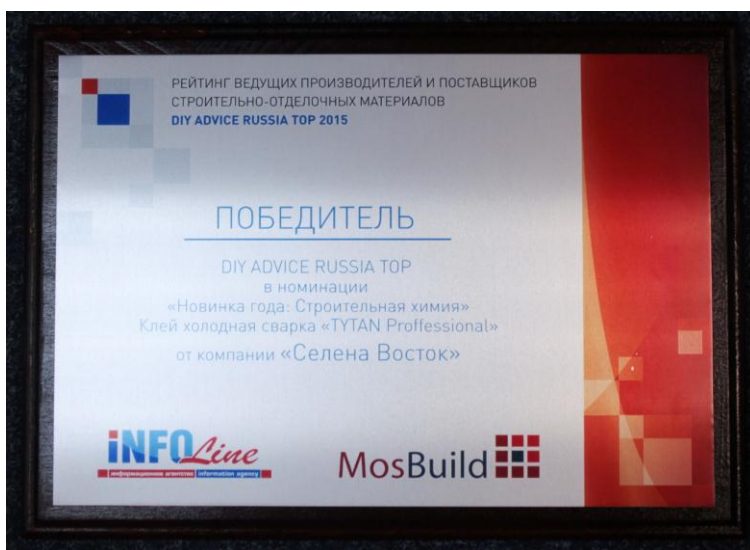 РЕЙТИНГ ВЕДУЩИХ ПРОИЗВОДИТЕЛЕЙ И ПОСТАВЩИКОВ
СТРОИТЕЛЬНО-ОТДЕЛОЧНЫХ МАТЕРИАЛОВ
DIY ADVICE RUSSIA TOP 2015
ПОБЕДИТЕЛЬ
DIY ADVICE RUSSIA TOP
в номинации
«Новинка года: Строительная химия»
Клей холодная сварка «TYTAN Proffessional»
от компании «Селена Восток»
iNFOLine
информационное агентство information agency
MosBuild